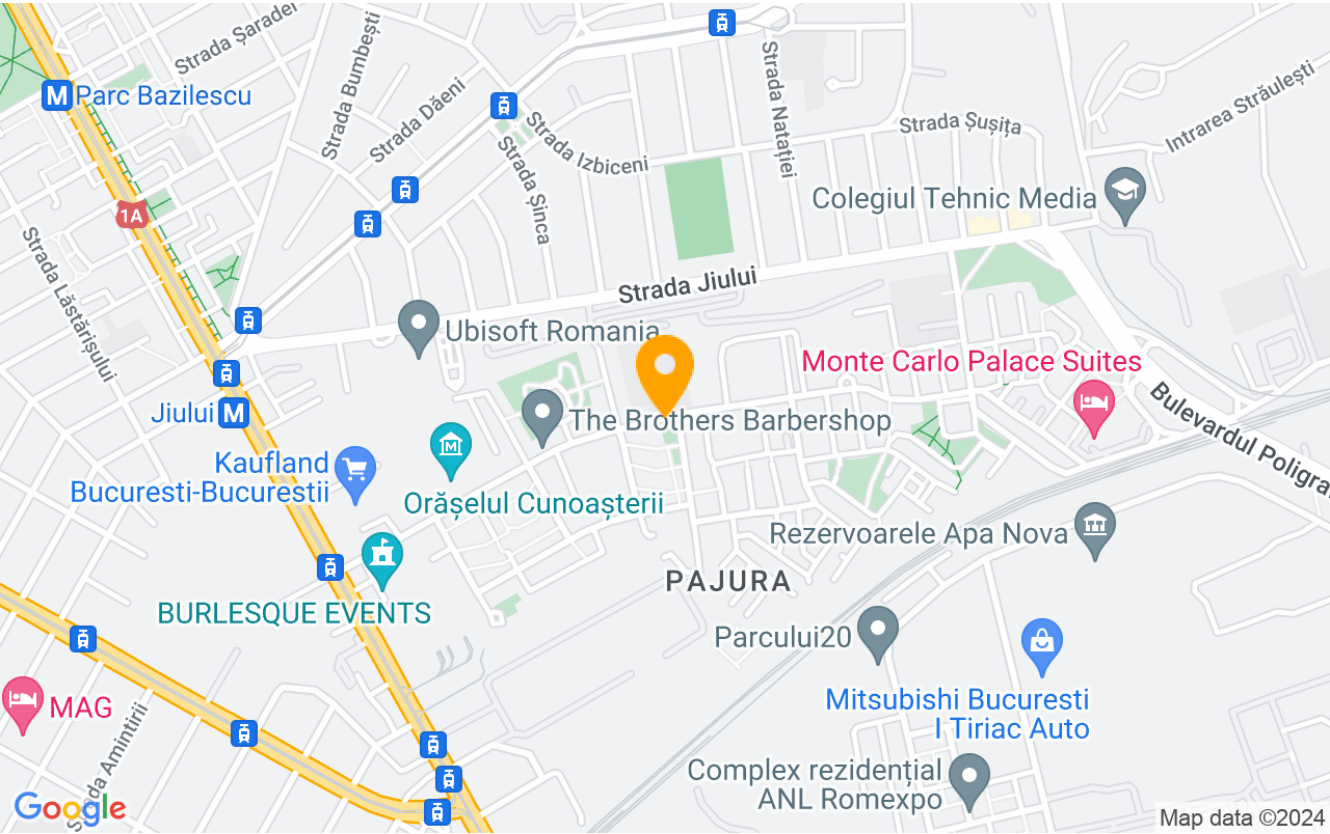 Strada Șaradei
Strada Bumbești
Strada Dăeni
M Parc Bazilescu
Strada Natației
Strada Izbiceni
Strada Șinca
Strada Sușița
Intrarea Străulești
Colegiul Tehnic Media
1A
Strada Lăstărișului
Strada Jiului
Ubisoft Romania
Monte Carlo Palace Suites
Jiului M
The Brothers Barbershop
Bulevardul Poligra
Kaufland
Bucuresti-Bucurestii
M
Orășelul Cunoașterii
Rezervoarele Apa Nova
PAJURA
BURLESQUE EVENTS
Parcului20
Mitsubishi Bucuresti
| Tiriac Auto
MAG
Strada Amintirii
Complex rezidențial
ANL Romexpo
Google
Map data ©2024